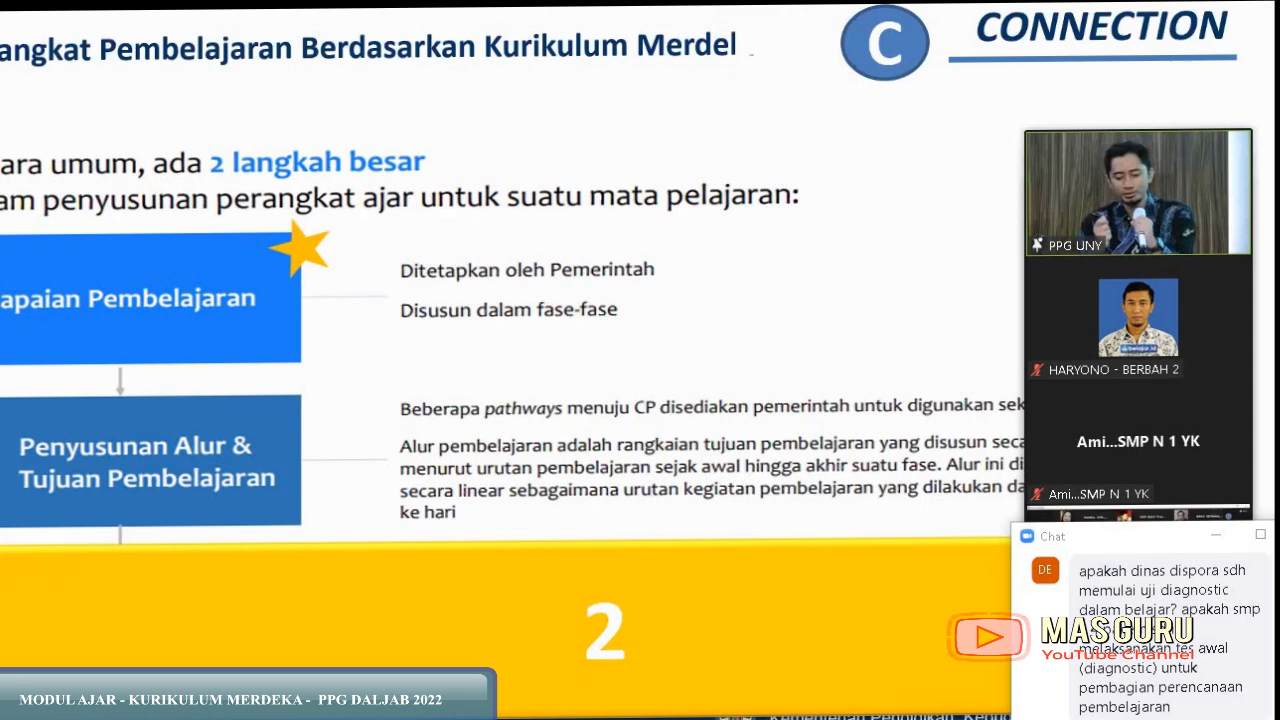 angkat Pembelajaran Berdasarkan Kurikulum Merdel
C
CONNECTION
ara umum, ada 2 langkah besar
am penyusunan perangkat ajar untuk suatu mata pelajaran:
apaian Pembelajaran
Ditetapkan oleh Pemerintah
Disusun dalam fase-fase
Penyusunan Alur &
Tujuan Pembelajaran
Beberapa pathways menuju CP disediakan pemerintah untuk digunakan sek
Alur pembelajaran adalah rangkaian tujuan pembelajaran yang disusun seca
menurut urutan pembelajaran sejak awal hingga akhir suatu fase. Alur ini di
secara linear sebagaimana urutan kegiatan pembelajaran yang dilakukan da
ke hari
2
PPG UNY
HARYONO - BERBAH 2
Ami...SMP N 1 YK
Ami...SMP N 1 YK
Chat
DE
apakah dinas dispora sdh
memulai uji diagnostic
dalam belajar? apakah smp
melaksanakan tes awal
(diagnostic) untuk
pembagian perencanaan
pembelajaran
MAS GURU
YouTube Channel
MODUL AJAR - KURIKULUM MERDEKA - PPG DALJAB 2022